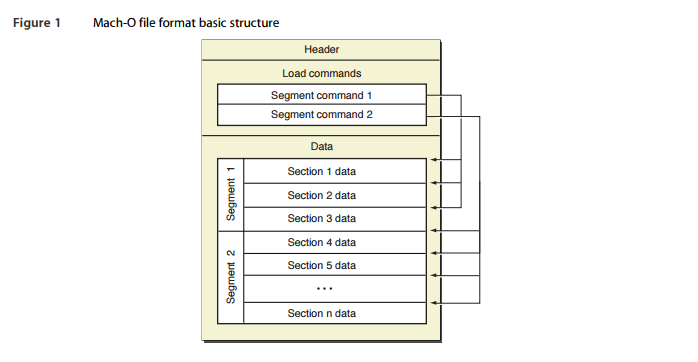 Figure 1 Mach-O file format basic structure
Header
Load commands
Segment command 1
Segment command 2
Data
Segment 1
Section 1 data
Section 2 data
Section 3 data
Segment 2
Section 4 data
Section 5 data
...
Section n data